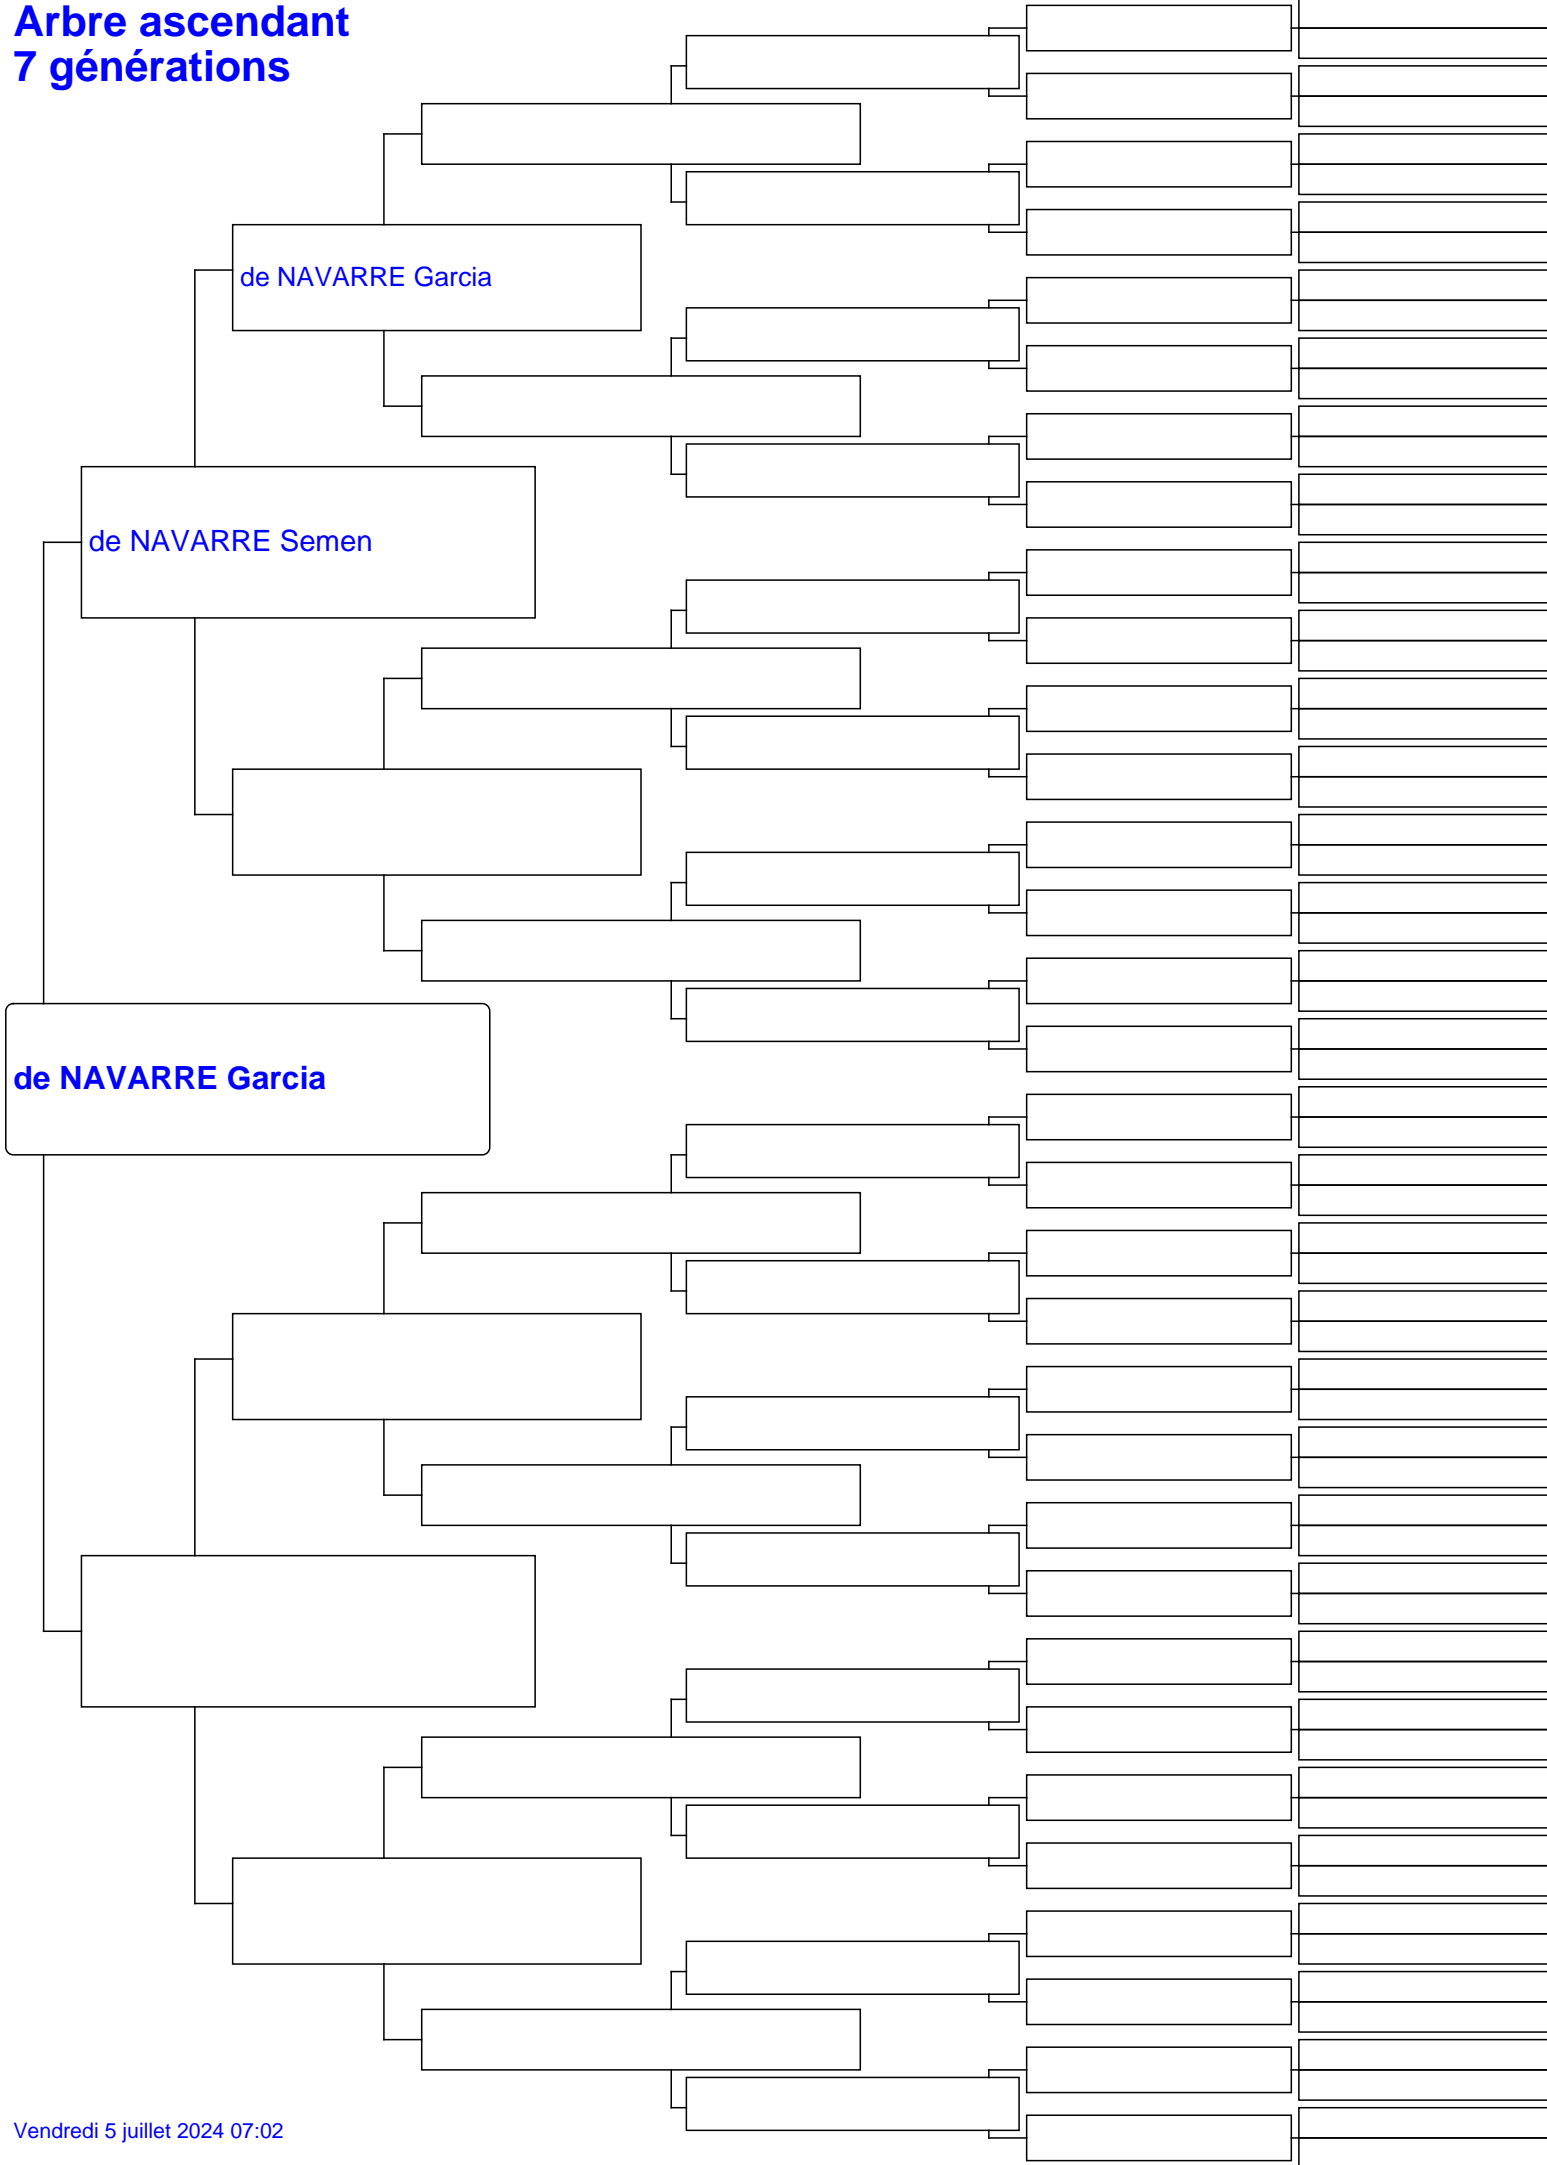 Arbre ascendant
7 générations
de NAVARRE Garcia
de NAVARRE Semen
de NAVARRE Garcia
Vendredi 5 juillet 2024 07:02